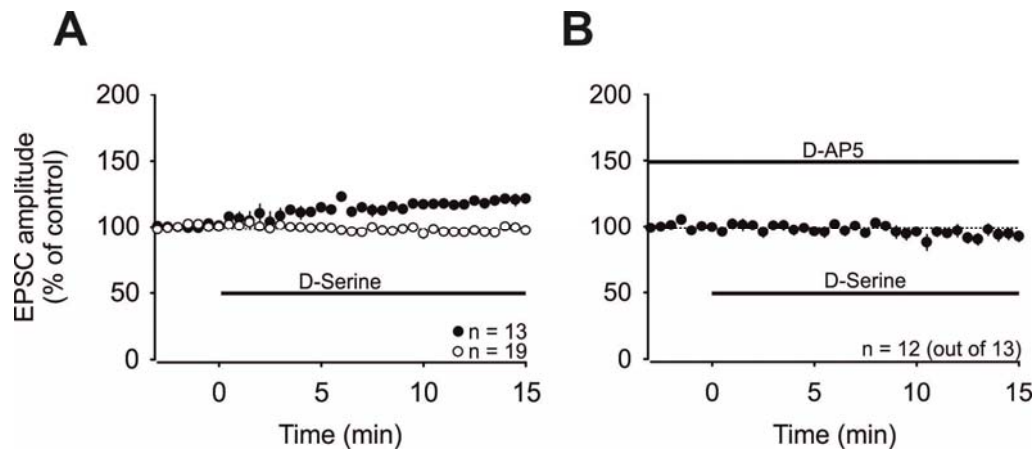 A
B
EPSC amplitude
(% of control)
200
150
100
50
0
D-Serine
n = 13
n = 19
0
5
10
15
Time (min)
200
150
100
50
0
D-AP5
D-Serine
n = 12 (out of 13)
0
5
10
15
Time (min)